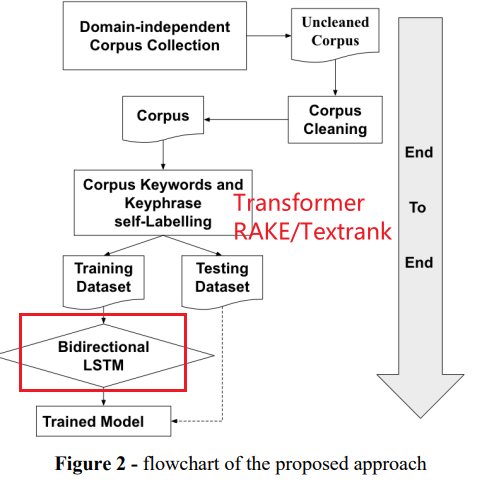 Domain-independent
Corpus Collection
Uncleaned
Corpus
Corpus
Corpus
Cleaning
Corpus Keywords and
Keyphrase
self-Labelling
Transformer
RAKE/Textrank
Training
Dataset
Testing
Dataset
Bidirectional
LSTM
Trained Model
End
To
End
Figure 2 - flowchart of the proposed approach